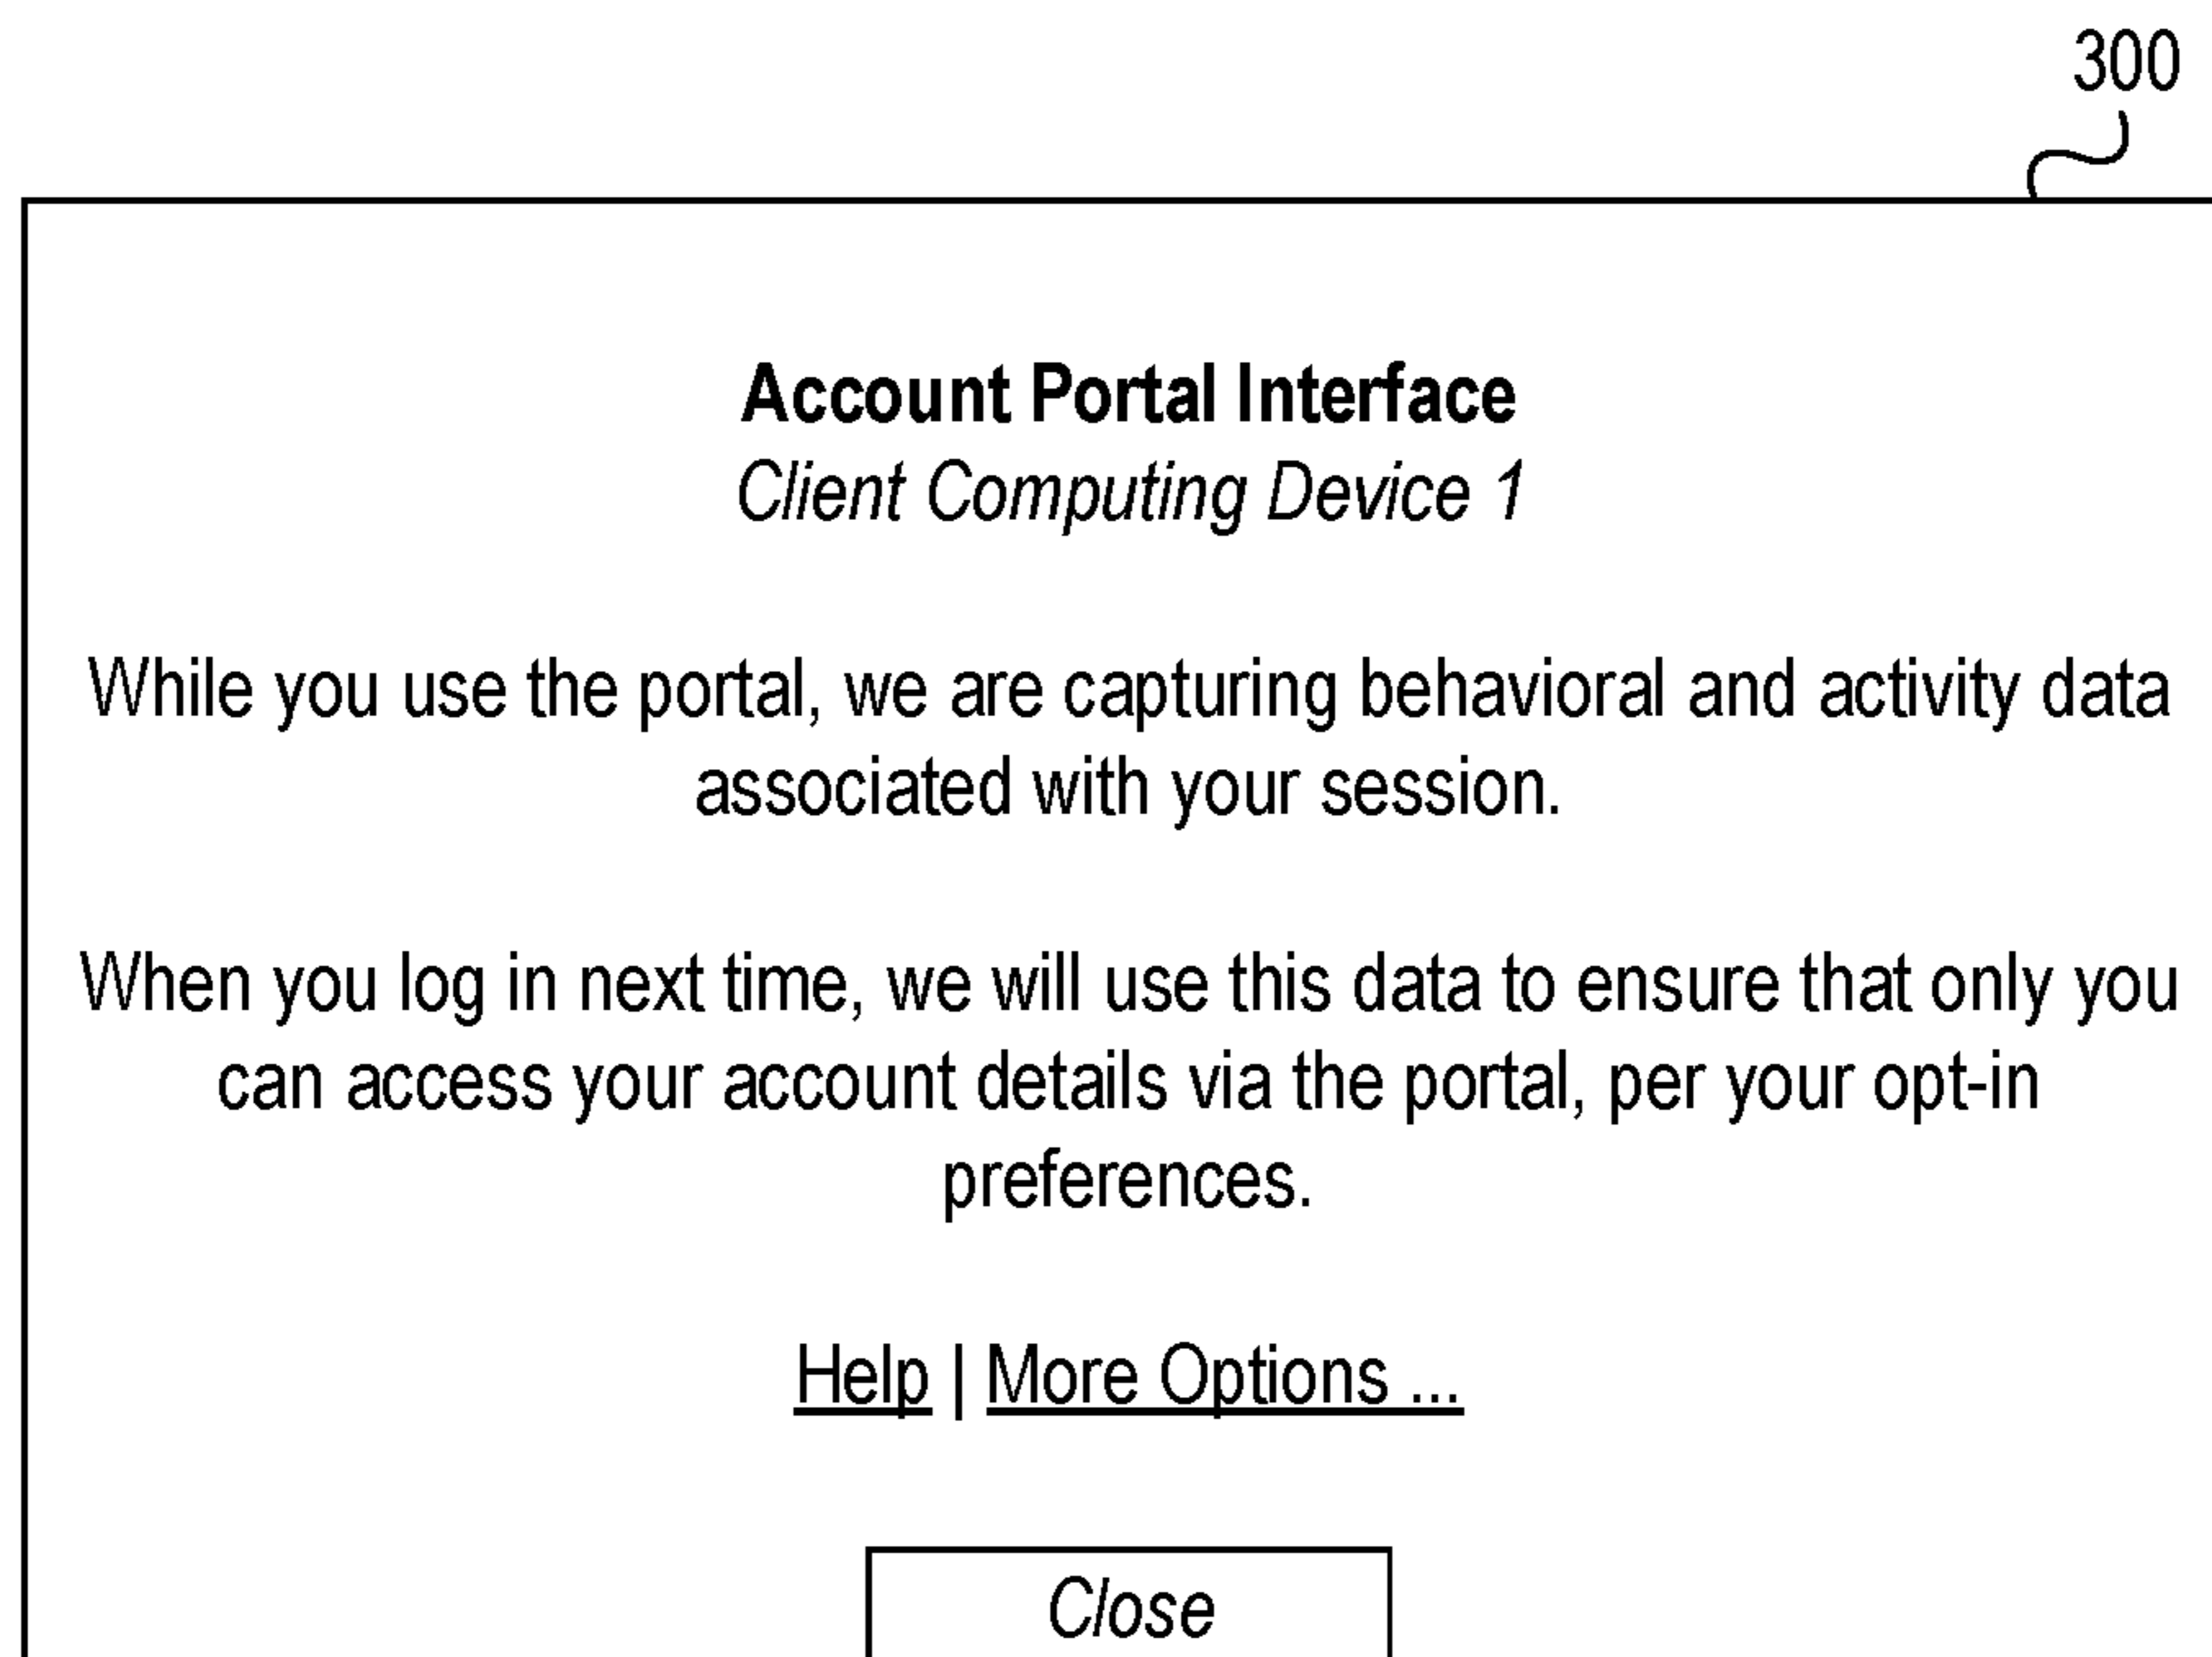 300
Account Portal Interface
Client Computing Device 1
While you use the portal, we are capturing behavioral and activity data
associated with your session.
When you log in next time, we will use this data to ensure that only you
can access your account details via the portal, per your opt-in
preferences.
Help | More Options ...
Close